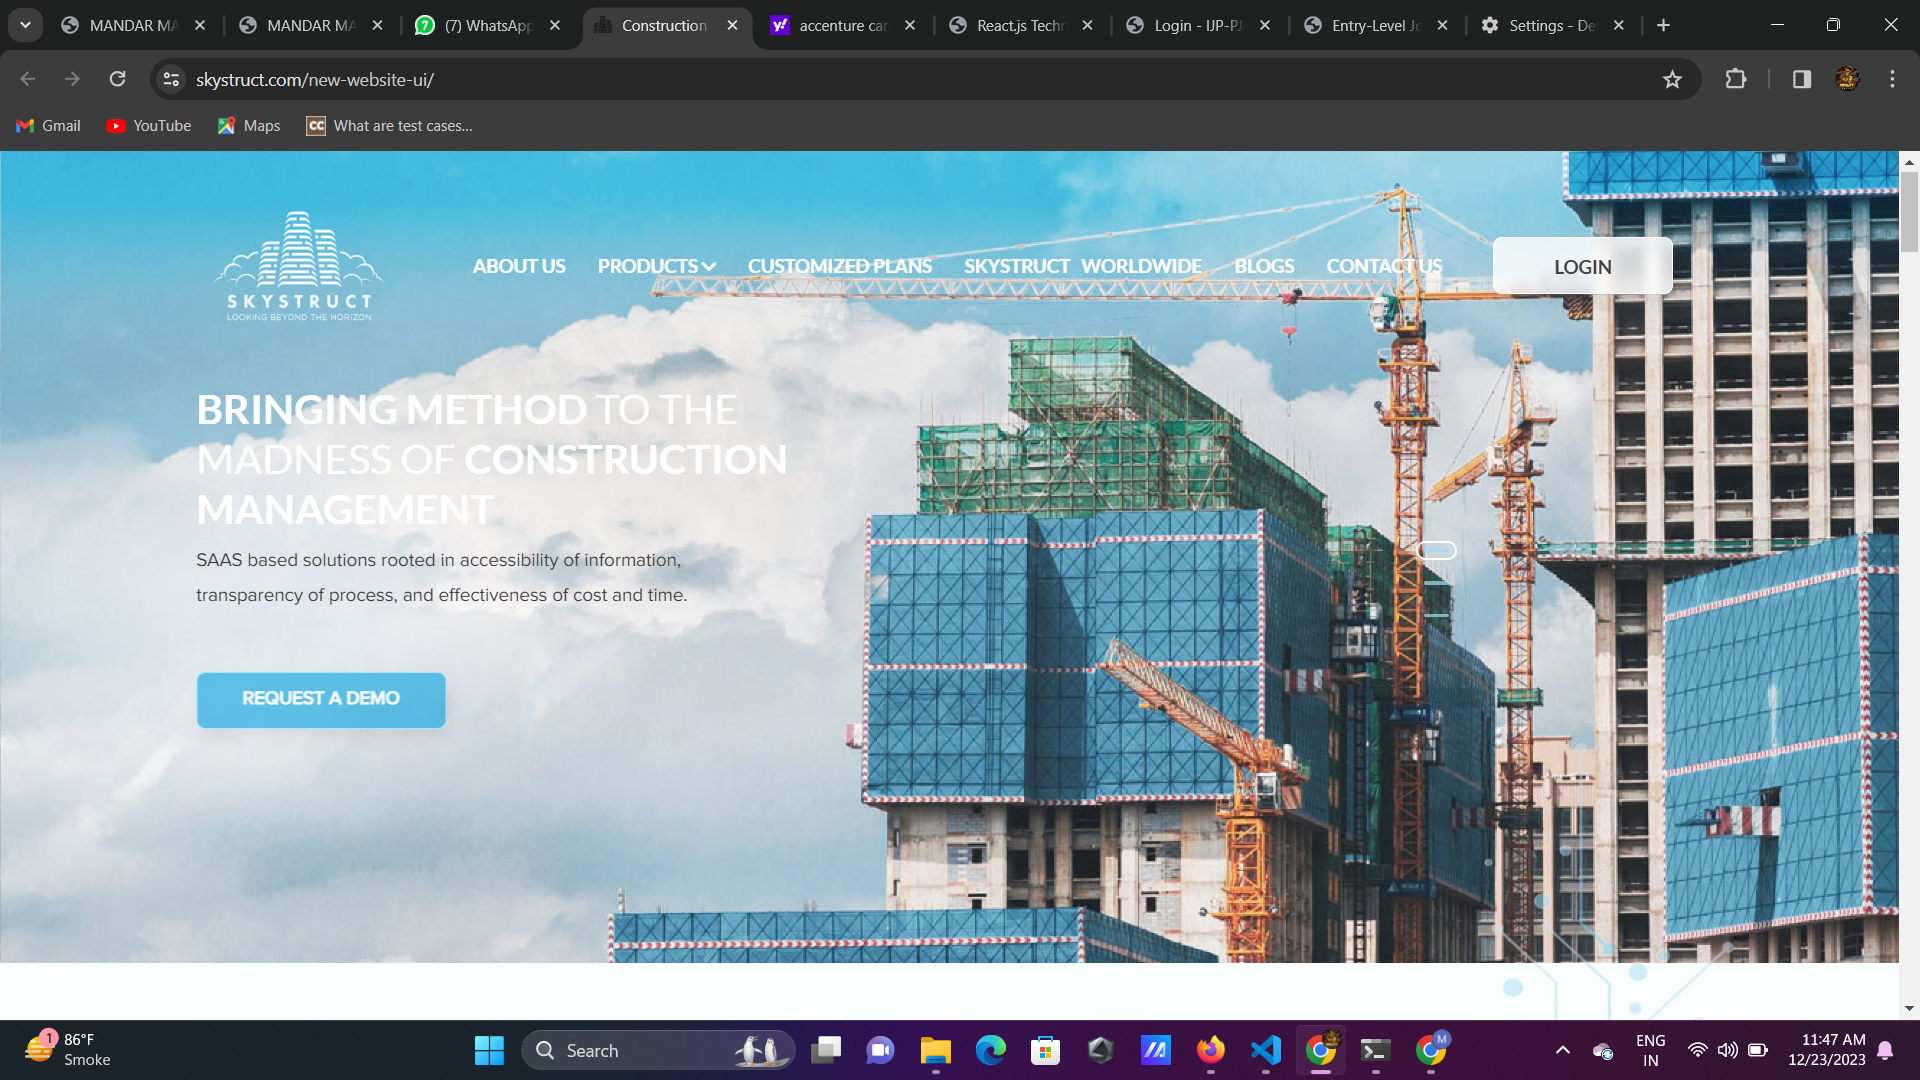 MANDAR MA
MANDAR MA
(7) WhatsApp
Construction
accenture car
React.js Techn
Login - IJP-PJ
Entry-Level Jo
Settings - De
skystruct.com/new-website-ui/
Gmail
YouTube
Maps
CC
What are test cases...
SKYSTRUCT
LOOKING BEYOND THE HORIZON
ABOUT US
PRODUCTS
CUSTOMIZED PLANS
SKYSTRUCT WORLDWIDE
BLOGS
CONTACT US
LOGIN
BRINGING METHOD TO THE
MADNESS OF CONSTRUCTION
MANAGEMENT
SAAS based solutions rooted in accessibility of information,
transparency of process, and effectiveness of cost and time.
REQUEST A DEMO
1
86°F
Smoke
Search
M
ENG
IN
11:47 AM
12/23/2023